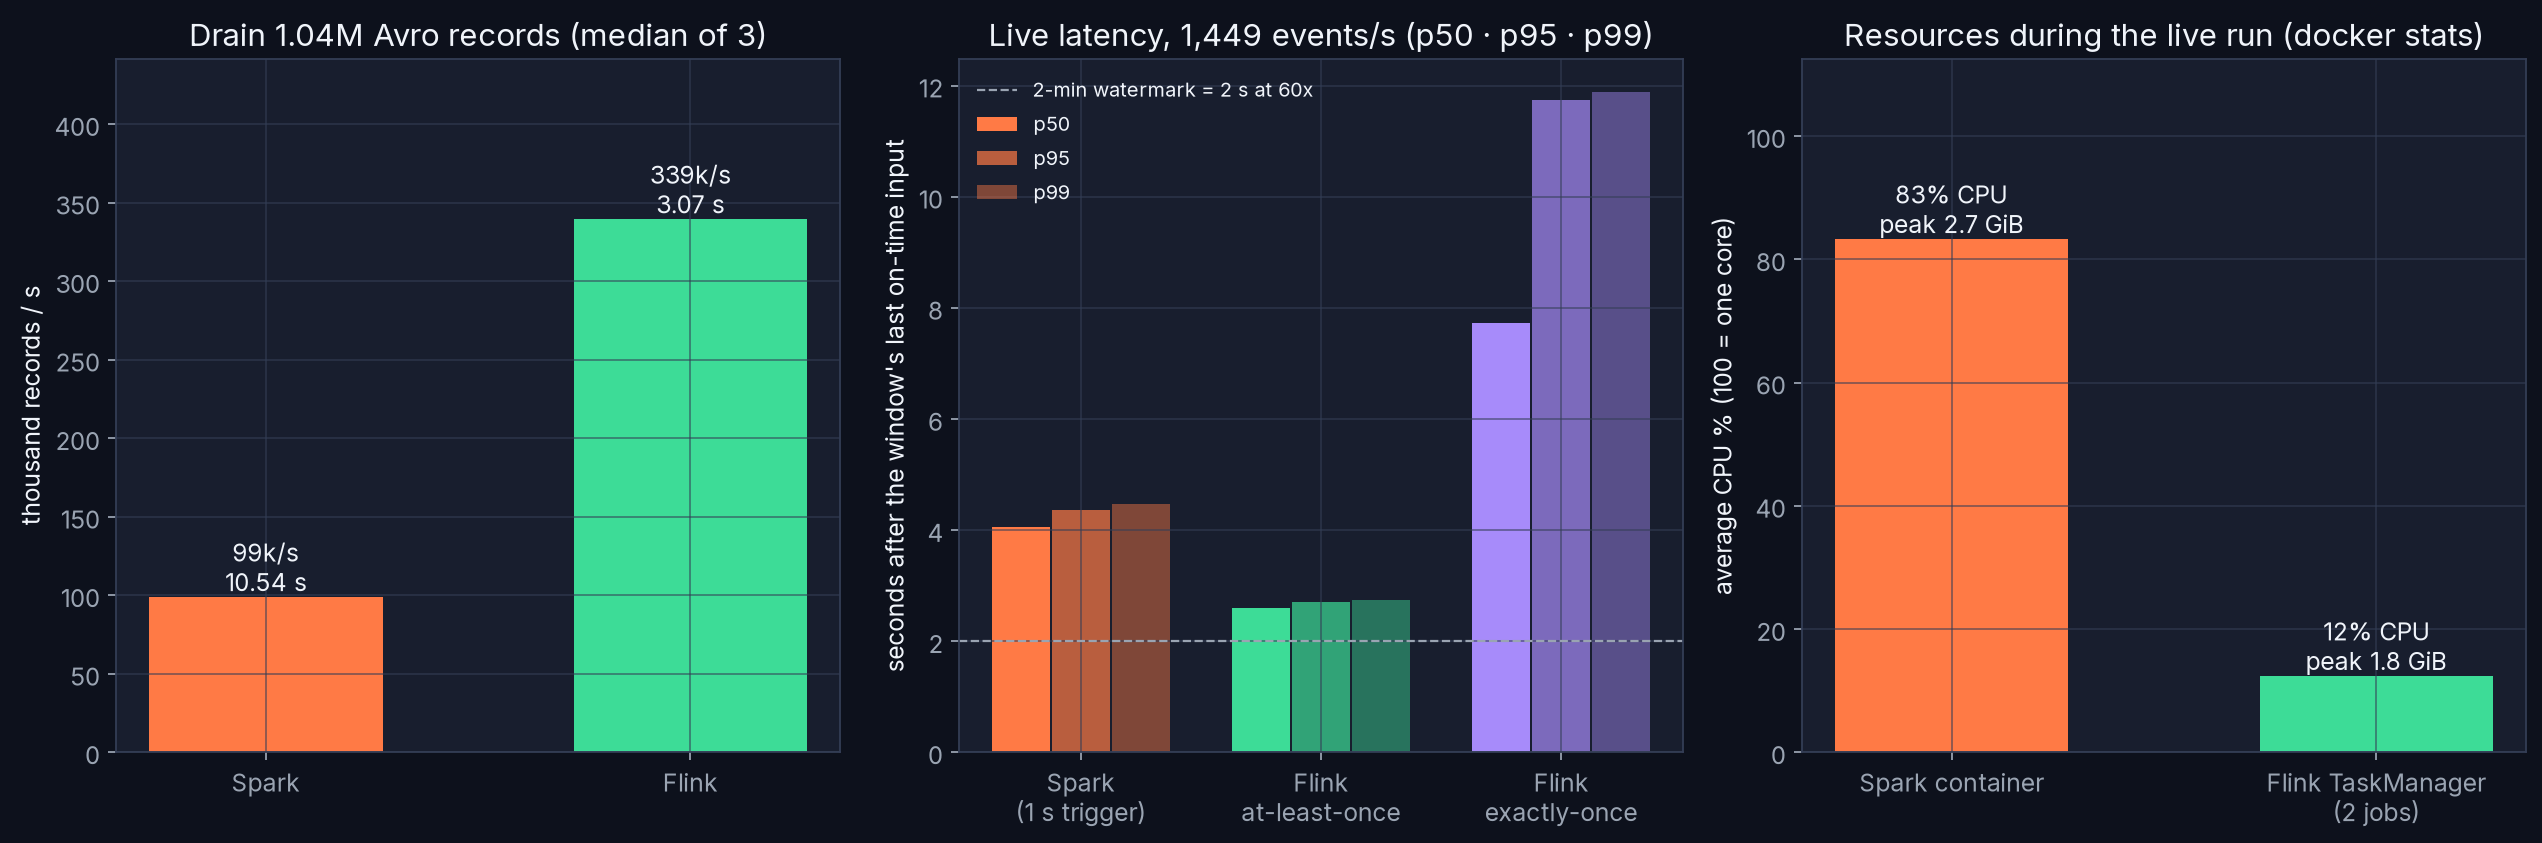 Drain 1.04M Avro records (median of 3)
thousand records / s
400
350
300
250
200
150
100
50
0
99k/s
10.54 s
339k/s
3.07 s
Spark
Flink
Live latency, 1,449 events/s (p50 · p95 · p99)
seconds after the window's last on-time input
12
10
8
6
4
2
0
2-min watermark = 2 s at 60x
p50
p95
p99
Spark
(1 s trigger)
Flink
at-least-once
Flink
exactly-once
Resources during the live run (docker stats)
average CPU % (100 = one core)
100
80
60
40
20
0
83% CPU
peak 2.7 GiB
12% CPU
peak 1.8 GiB
Spark container
Flink TaskManager
(2 jobs)